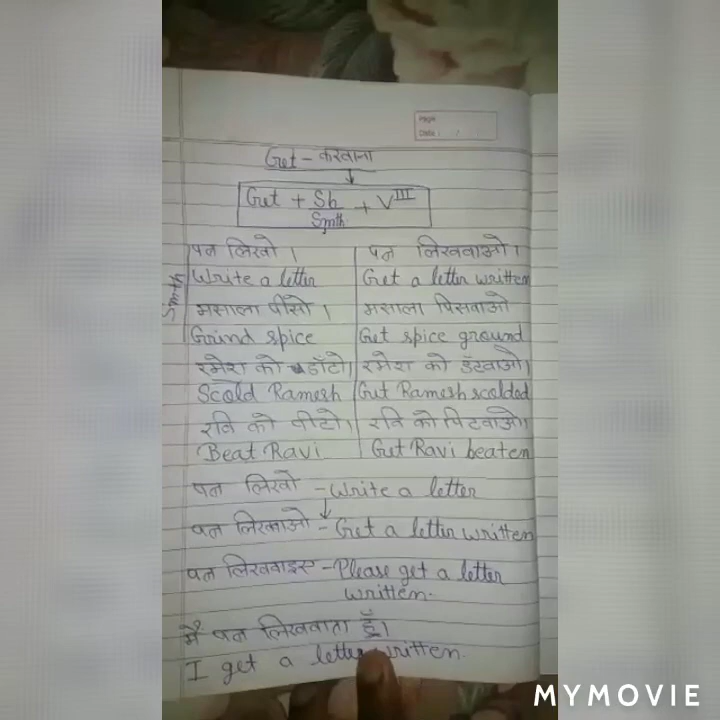 Page
Date : / /
Get - करवाना
Get + Sb/Smth + V III
पत्र लिखो । पत्र लिखवाओ।
Write a letter Get a letter written
मसाला पीसो । मसाला पिसवाओ
Grind spice Get spice ground
रमेश को डाँटो। रमेश को डँटवाओ।
Scold Ramesh Get Ramesh scolded
रवि को पीटो। रवि को पिटवाओ।
Beat Ravi Get Ravi beaten
पत्र लिखो - Write a letter
पत्र लिखाओ - Get a letter written
पत्र लिखवाइए - Please get a letter
written.
मैं पत्र लिखवाता हूँ।
I get a letter written.
MYMOVIE